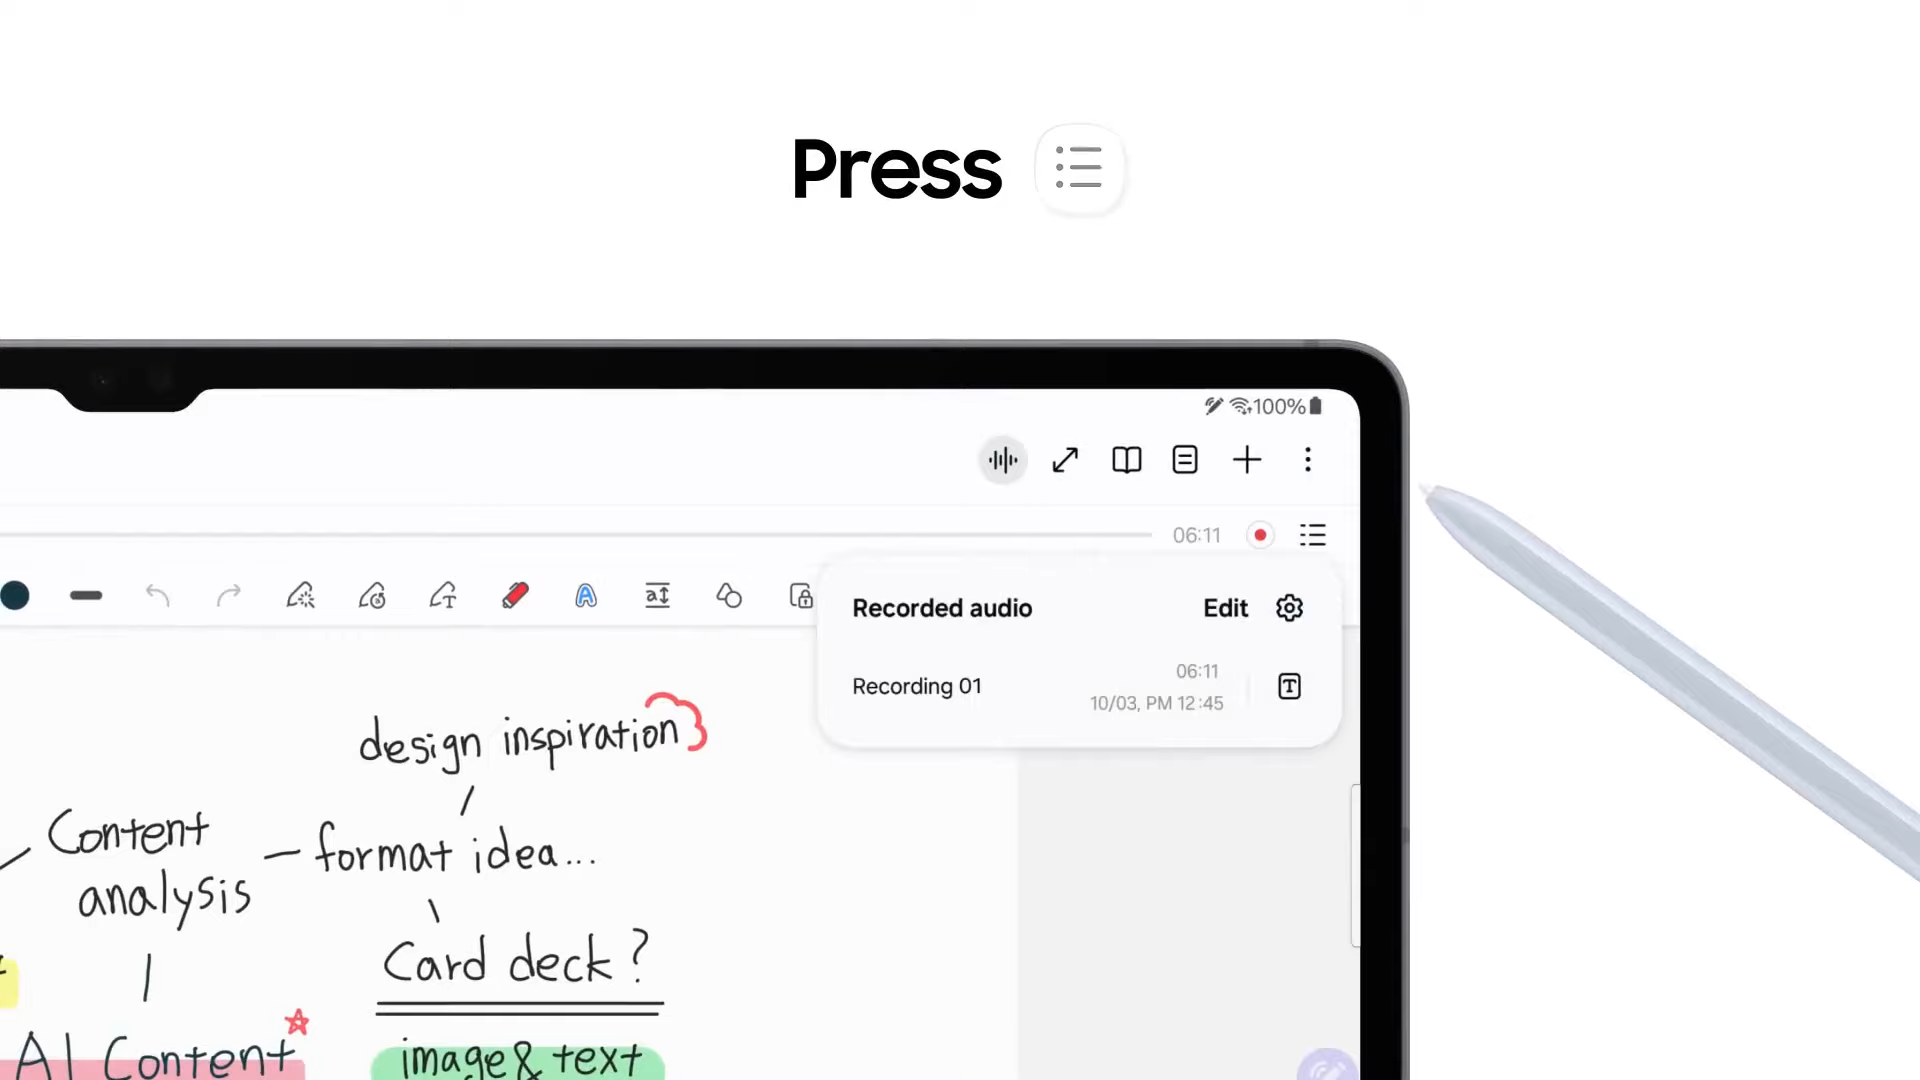 Press
100%
06:11
Recorded audio Edit
Recording 01
06:11
10/03, PM 12:45
design inspiration
Content
analysis
format idea...
Card deck?
AI Content
image & text